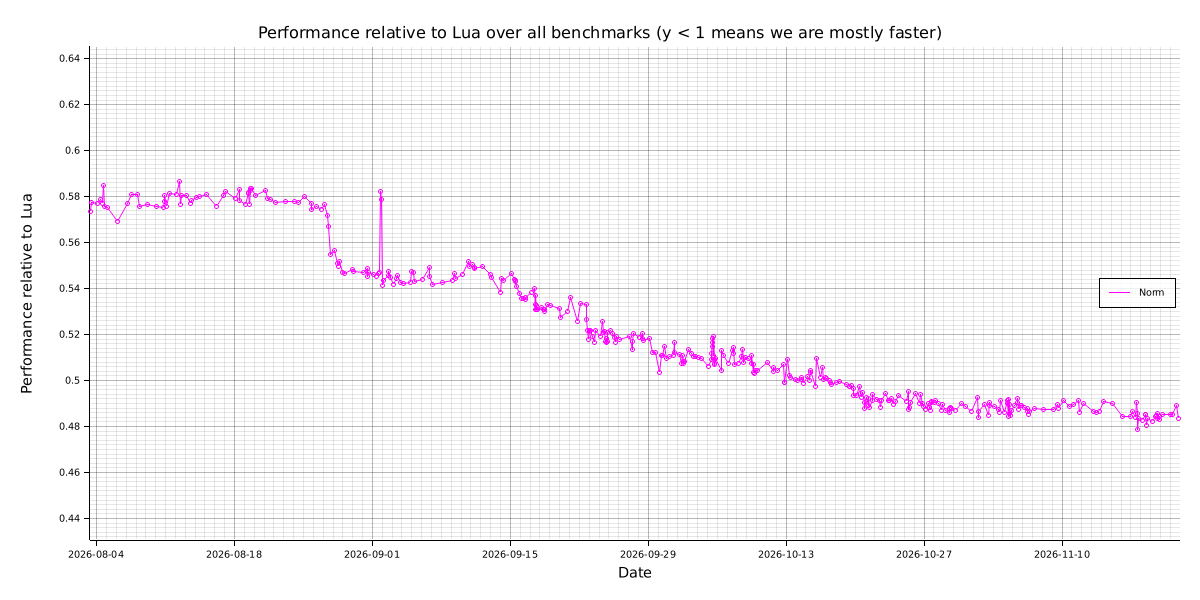 Performance relative to Lua over all benchmarks (y < 1 means we are mostly faster)
Performance relative to Lua
0.64
0.62
0.6
0.58
0.56
0.54
0.52
0.5
0.48
0.46
0.44
Norm
2026-08-04 2026-08-18 2026-09-01 2026-09-15 2026-09-29 2026-10-13 2026-10-27 2026-11-10
Date